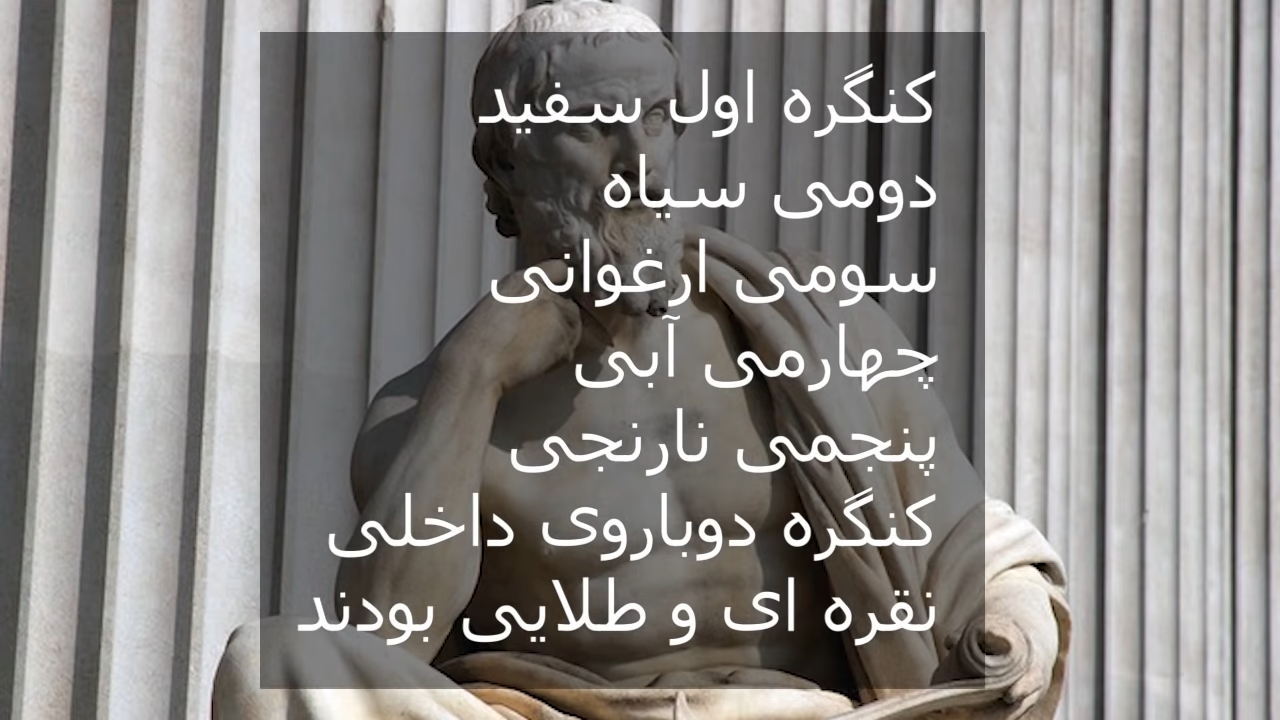 کنگره اول سفید
دومی سیاه
سومی ارغوانی
چهارمی آبی
پنجمی نارنجی
کنگره دوباروی داخلی
نقره ای و طلایی بودند